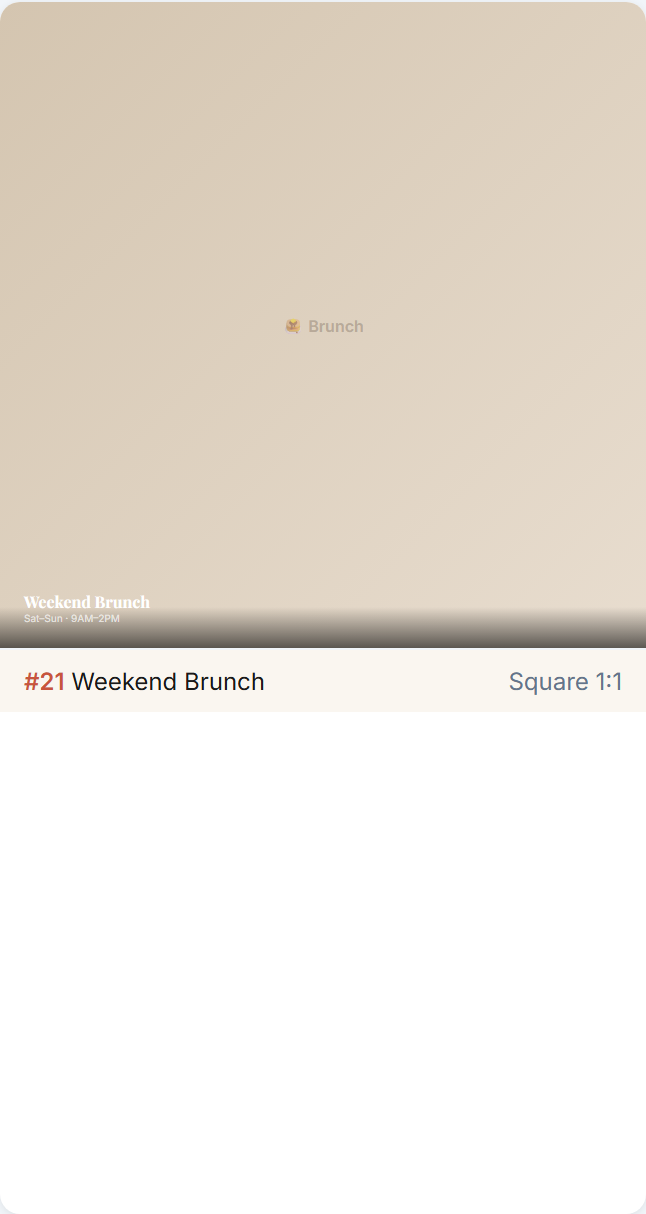 🥞 Brunch
Weekend Brunch
Sat–Sun · 9AM–2PM
#21 Weekend Brunch
Square 1:1